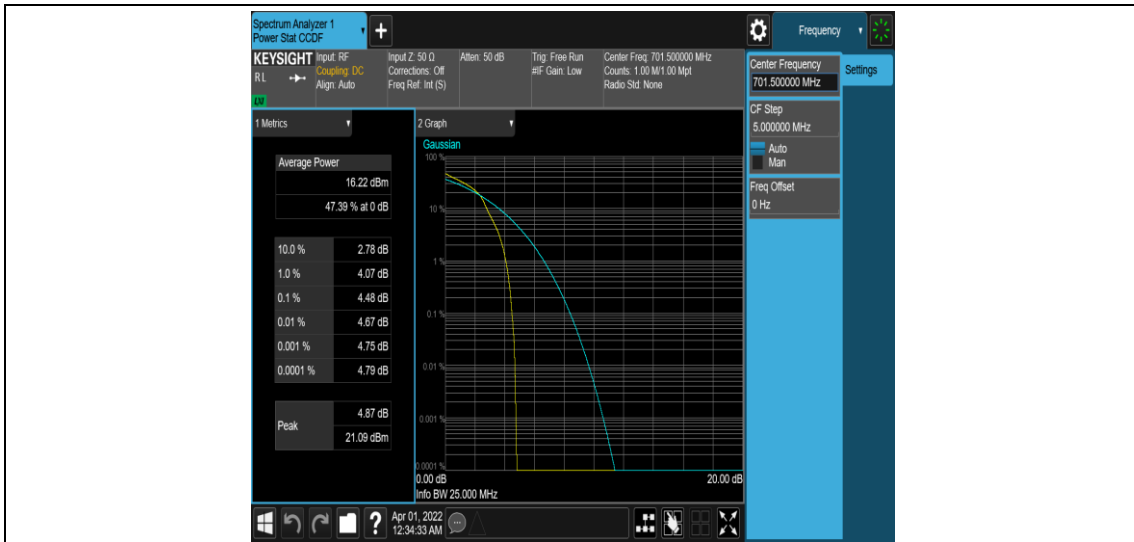 Spectrum Analyzer 1
Power Stat CCDF
Frequency
KEYSIGHT
RL
Input: RF
Coupling: DC
Align: Auto
Input Z: 50 Ω
Corrections: Off
Freq Ref: Int (S)
Atten: 50 dB
Trig: Free Run
#IF Gain: Low
Center Freq: 701.500000 MHz
Counts: 1.00 M/1.00 Mpt
Radio Std: None
1 Metrics
Average Power
16.22 dBm
47.39 % at 0 dB
10.0 % 2.78 dB
1.0 % 4.07 dB
0.1 % 4.48 dB
0.01 % 4.67 dB
0.001 % 4.75 dB
0.0001 % 4.79 dB
Peak
4.87 dB
21.09 dBm
2 Graph
Gaussian
100 %
10 %
1 %
0.1 %
0.01 %
0.001 %
0.0001 %
0.00 dB 20.00 dB
Info BW 25.000 MHz
Center Frequency
701.500000 MHz
Settings
CF Step
5.000000 MHz
Auto
Man
Freq Offset
0 Hz
?
Apr 01, 2022
12:34:33 AM